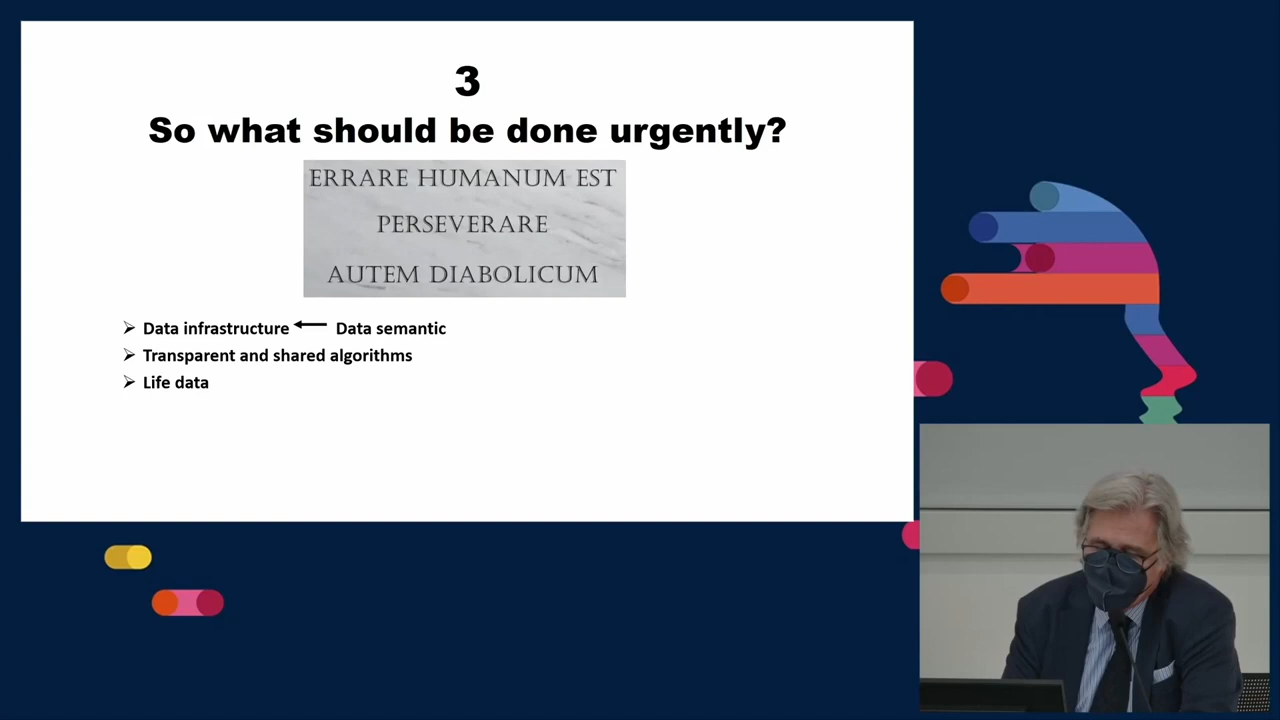 3
So what should be done urgently?
ERRARE HUMANUM EST
PERSEVERARE
AUTEM DIABOLICUM
➢ Data infrastructure ← Data semantic
➢ Transparent and shared algorithms
➢ Life data